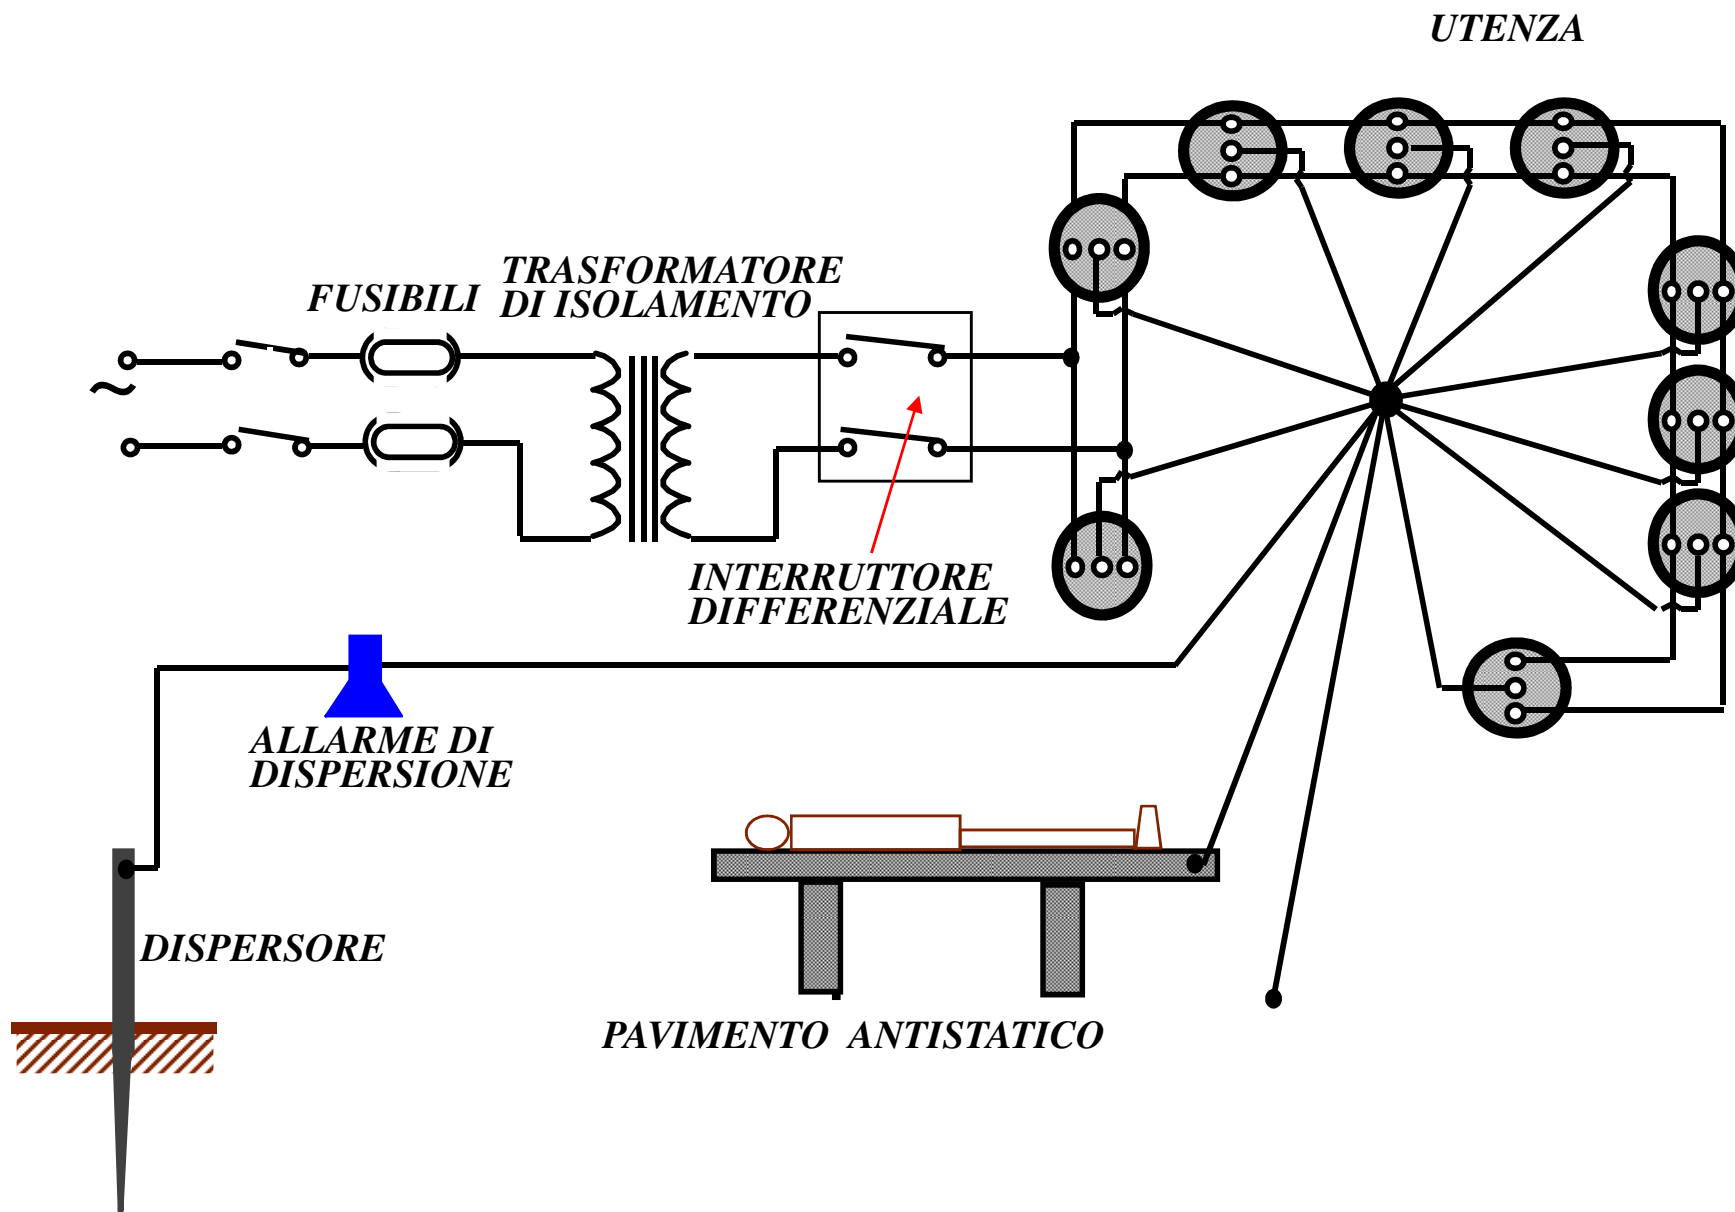 UTENZA
TRASFORMATORE
DI ISOLAMENTO
FUSIBILI
INTERRUTTORE
DIFFERENZIALE
ALLARME DI
DISPERSIONE
DISPERSORE
PAVIMENTO ANTISTATICO